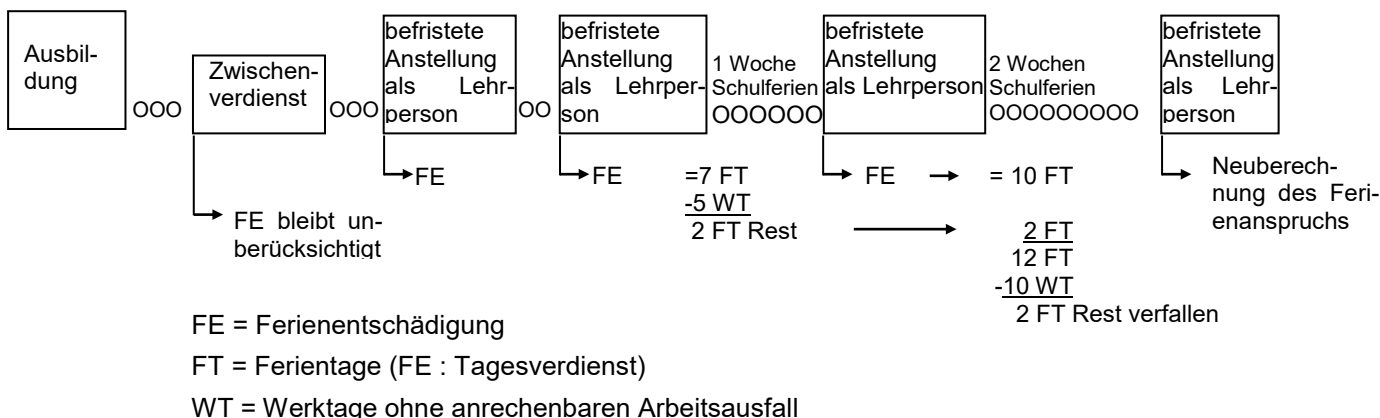 Ausbil-
dung
OOO
Zwischen-
verdienst
OOO
befristete
Anstellung
als Lehr-
person
OO
befristete
Anstellung
als Lehrper-
son
1 Woche
Schulferien
OOOOOO
befristete
Anstellung
als Lehrperson
2 Wochen
Schulferien
OOOOOOOOO
befristete
Anstellung
als Lehr-
person
FE bleibt un-
berücksichtigt
FE
FE
=7 FT
-5 WT
2 FT Rest
FE
= 10 FT
2 FT
12 FT
-10 WT
2 FT Rest verfallen
Neuberech-
nung des Feri-
enanspruchs
FE = Ferienentschädigung
FT = Ferientage (FE : Tagesverdienst)
WT = Werktage ohne anrechenbaren Arbeitsausfall